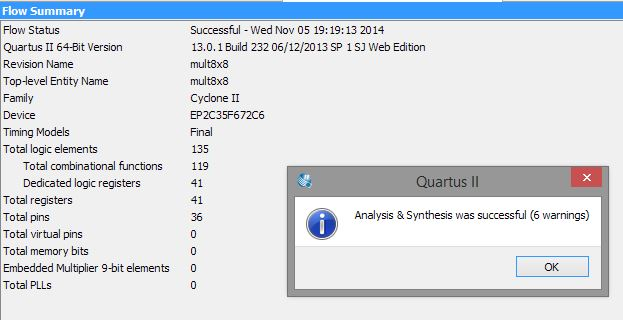 Flow Summary
Flow Status Successful - Wed Nov 05 19:19:13 2014
Quartus II 64-Bit Version 13.0.1 Build 232 06/12/2013 SP 1 SJ Web Edition
Revision Name mult8x8
Top-level Entity Name mult8x8
Family Cyclone II
Device EP2C35F672C6
Timing Models Final
Total logic elements 135
Total combinational functions 119
Dedicated logic registers 41
Total registers 41
Total pins 36
Total virtual pins 0
Total memory bits 0
Embedded Multiplier 9-bit elements 0
Total PLLs 0
Quartus II
Analysis & Synthesis was successful (6 warnings)
OK